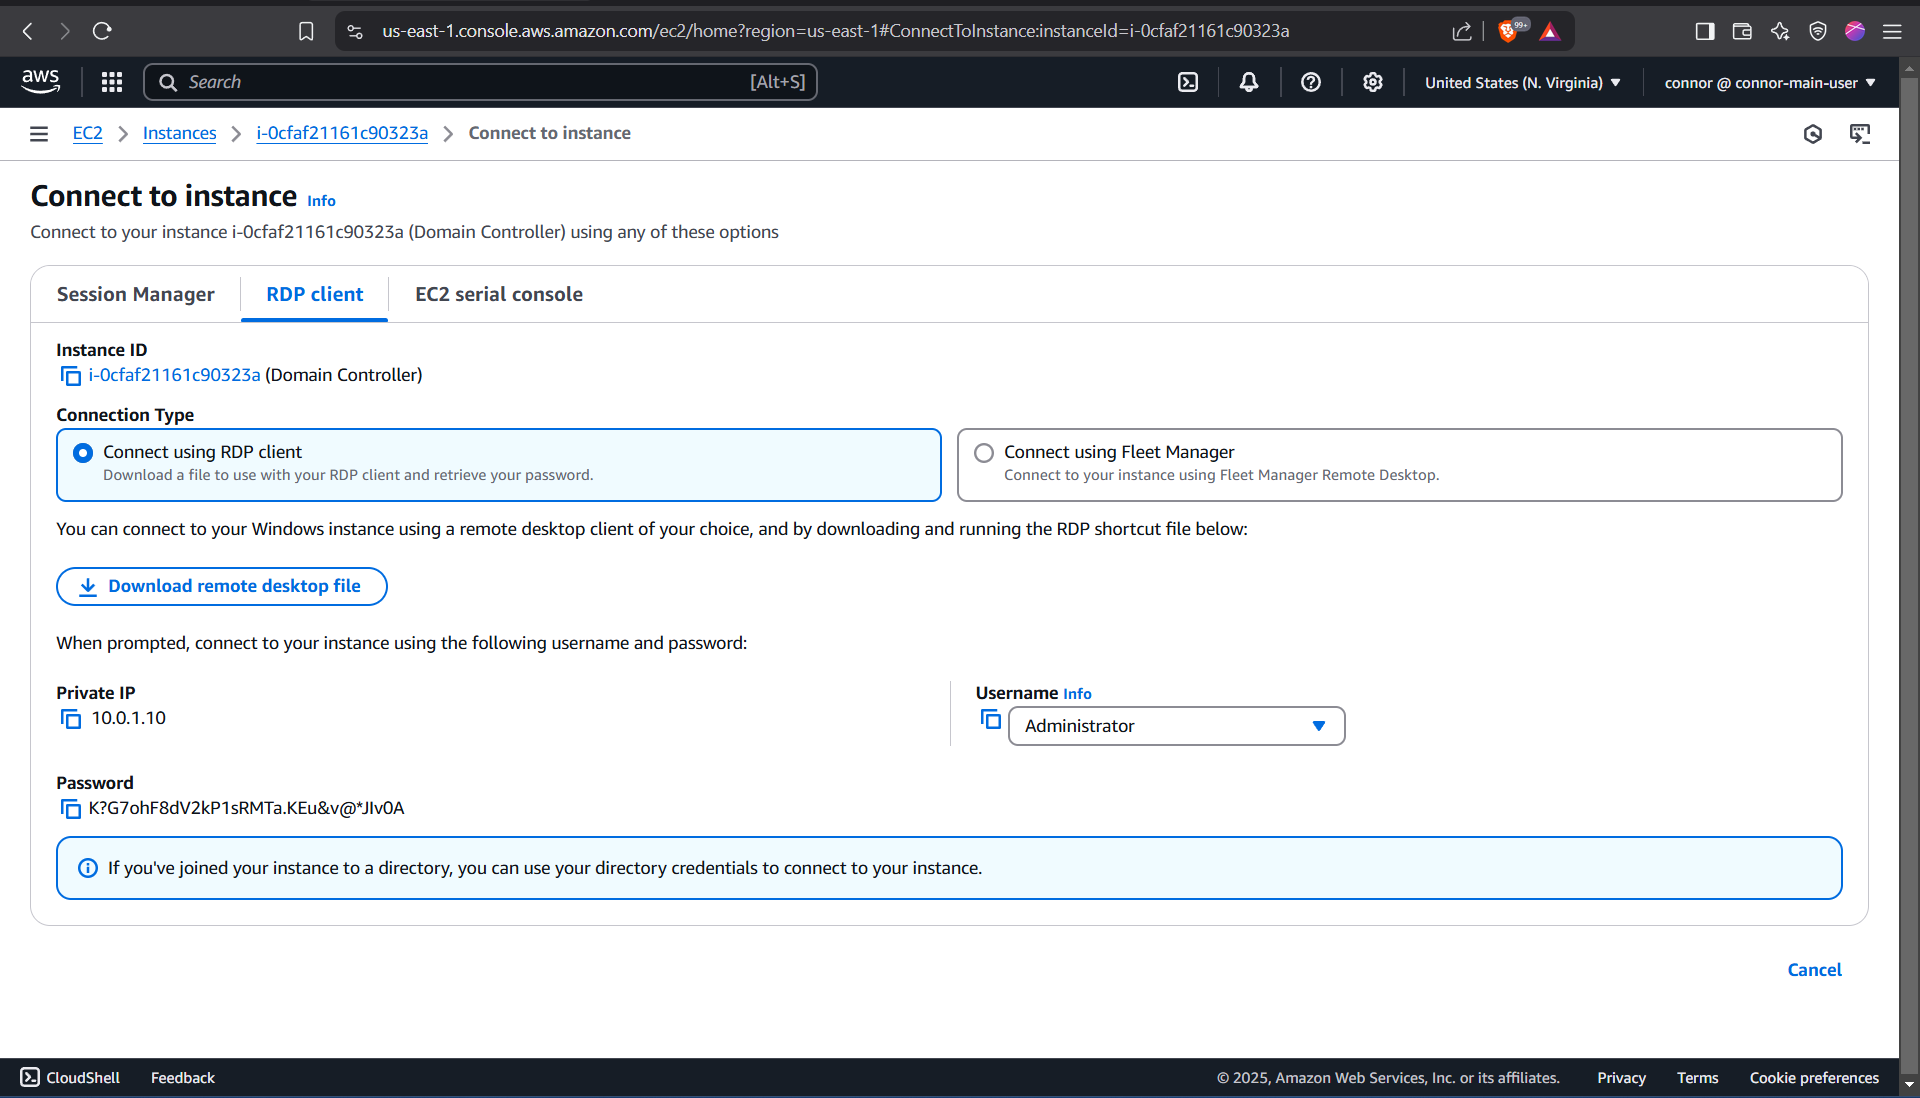 us-east-1.console.aws.amazon.com/ec2/home?region=us-east-1#ConnectToInstance:instanceId=i-0cfaf21161c90323a
99+
aws
Search
[Alt+S]
United States (N. Virginia)
connor @ connor-main-user
EC2
Instances
i-0cfaf21161c90323a
Connect to instance
Connect to instance Info
Connect to your instance i-0cfaf21161c90323a (Domain Controller) using any of these options
Session Manager
RDP client
EC2 serial console
Instance ID
i-0cfaf21161c90323a (Domain Controller)
Connection Type
Connect using RDP client
Download a file to use with your RDP client and retrieve your password.
Connect using Fleet Manager
Connect to your instance using Fleet Manager Remote Desktop.
You can connect to your Windows instance using a remote desktop client of your choice, and by downloading and running the RDP shortcut file below:
Download remote desktop file
When prompted, connect to your instance using the following username and password:
Private IP
10.0.1.10
Username Info
Administrator
Password
K?G7ohF8dV2kP1sRMTa.KEu&v@*JIv0A
If you've joined your instance to a directory, you can use your directory credentials to connect to your instance.
Cancel
CloudShell
Feedback
© 2025, Amazon Web Services, Inc. or its affiliates.
Privacy
Terms
Cookie preferences